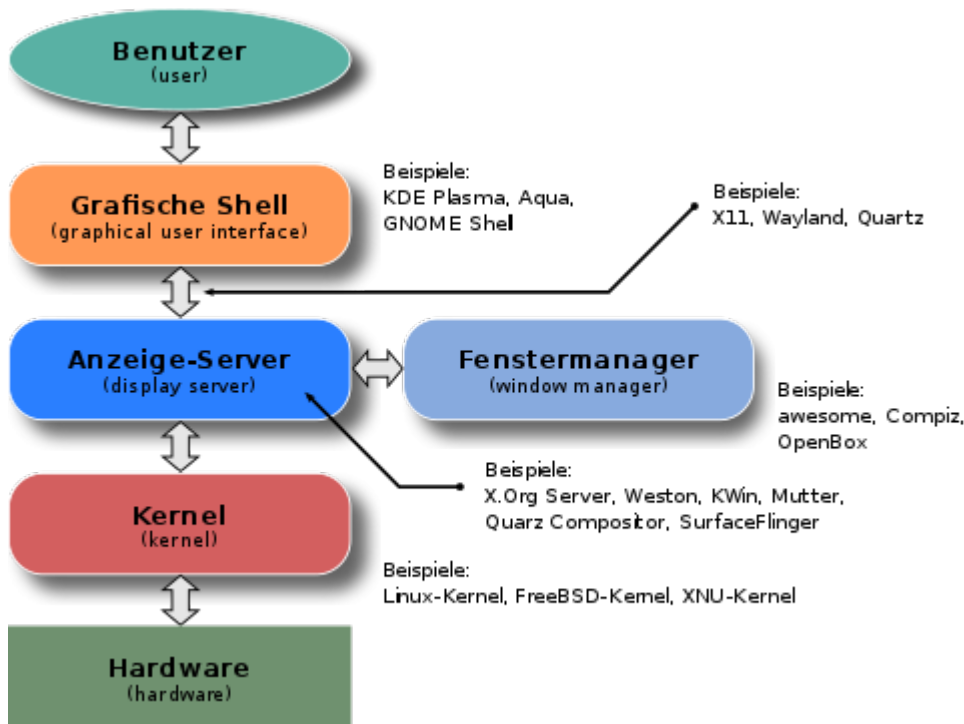 Benutzer
(user)
Grafische Shell
(graphical user interface)
Beispiele:
KDE Plasma, Aqua,
GNOME Shell
Beispiele:
X11, Wayland, Quartz
Anzeige-Server
(display server)
Fenstermanager
(window manager)
Beispiele:
awesome, Compiz,
OpenBox
Beispiele:
X.Org Server, Weston, KWin, Mutter,
Quarz Compositor, SurfaceFlinger
Kernel
(kernel)
Beispiele:
Linux-Kernel, FreeBSD-Kernel, XNU-Kernel
Hardware
(hardware)